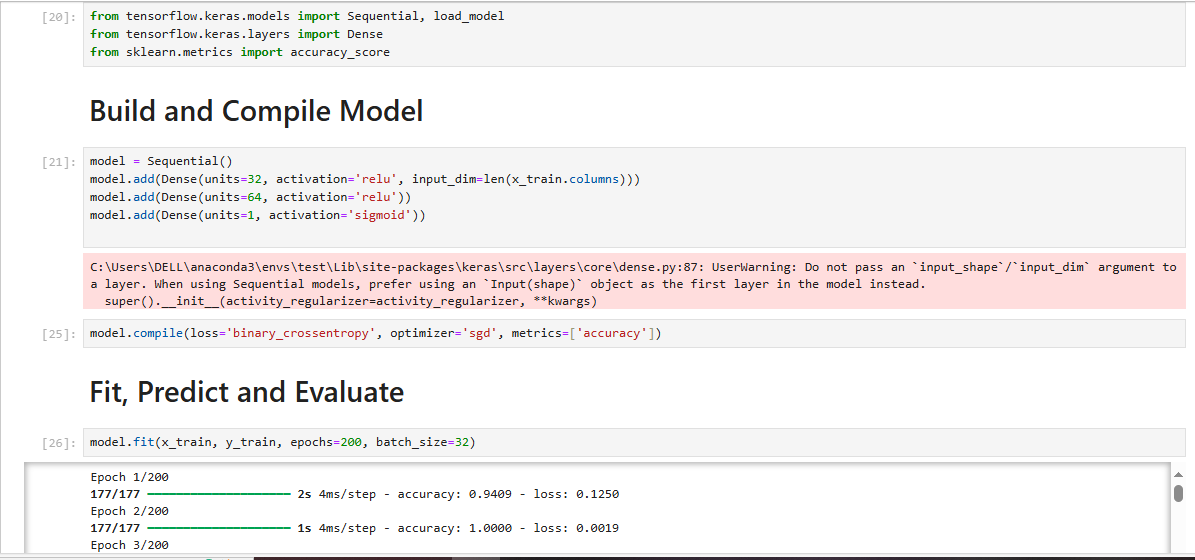 [20]: from tensorflow.keras.models import Sequential, load_model
from tensorflow.keras.layers import Dense
from sklearn.metrics import accuracy_score
Build and Compile Model
[21]: model = Sequential()
model.add(Dense(units=32, activation='relu', input_dim=len(x_train.columns)))
model.add(Dense(units=64, activation='relu'))
model.add(Dense(units=1, activation='sigmoid'))
C:\Users\DELL\anaconda3\envs\test\Lib\site-packages\keras\src\layers\core\dense.py:87: UserWarning: Do not pass an `input_shape`/`input_dim` argument to
a layer. When using Sequential models, prefer using an `Input(shape)` object as the first layer in the model instead.
super().__init__(activity_regularizer=activity_regularizer, **kwargs)
[25]: model.compile(loss='binary_crossentropy', optimizer='sgd', metrics=['accuracy'])
Fit, Predict and Evaluate
[26]: model.fit(x_train, y_train, epochs=200, batch_size=32)
Epoch 1/200
177/177 ━━━━━━━━━━━━━━━━━━━━ 2s 4ms/step - accuracy: 0.9409 - loss: 0.1250
Epoch 2/200
177/177 ━━━━━━━━━━━━━━━━━━━━ 1s 4ms/step - accuracy: 1.0000 - loss: 0.0019
Epoch 3/200